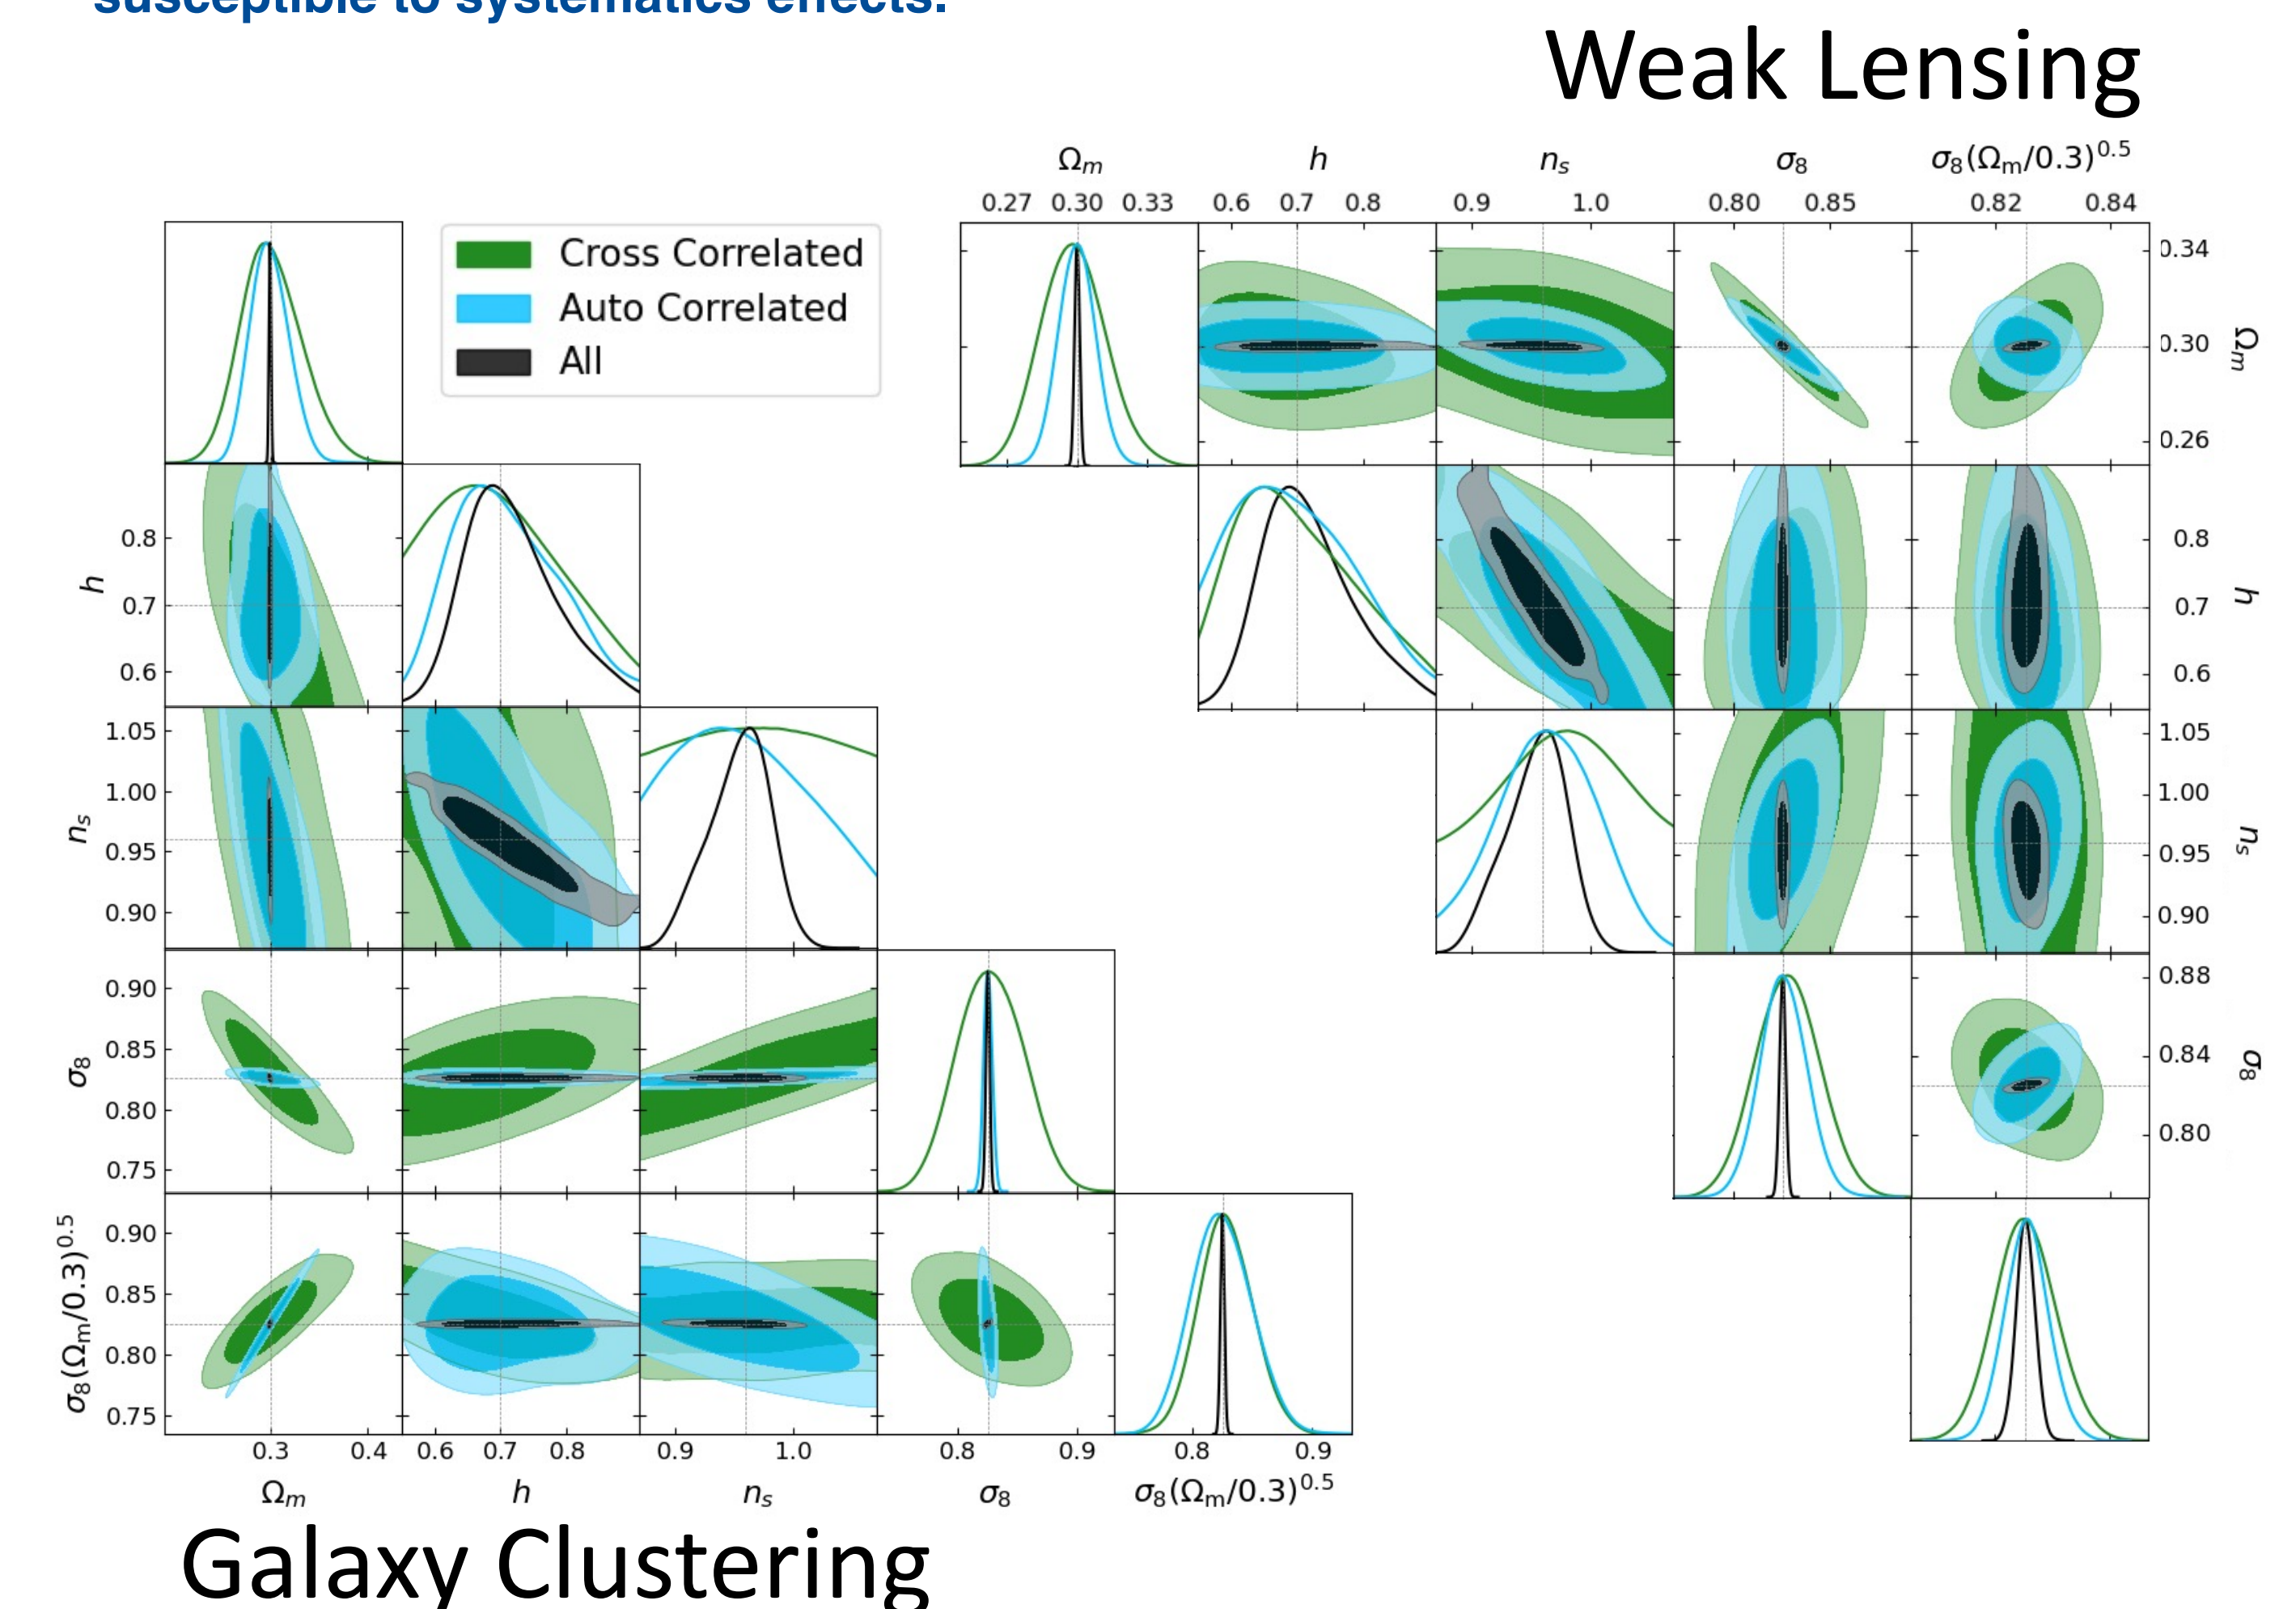 susceptible to systematics effects.
Weak Lensing
Ωm h ns σ8 σ8(Ωm/0.3)^0.5
0.27 0.30 0.33 0.6 0.7 0.8 0.9 1.0 0.80 0.85 0.82 0.84
Cross Correlated
Auto Correlated
All
0.34
0.30
0.26
Ωm
h
0.8
0.7
0.6
0.8
0.7
0.6
h
ns
1.05
1.00
0.95
0.90
1.05
1.00
0.95
0.90
ns
σ8
0.90
0.85
0.80
0.75
0.88
0.84
0.80
σ8
σ8(Ωm/0.3)^0.5
0.90
0.85
0.80
0.75
0.3 0.4 0.6 0.7 0.8 0.9 1.0 0.8 0.9 0.8 0.9
Ωm h ns σ8 σ8(Ωm/0.3)^0.5
Galaxy Clustering